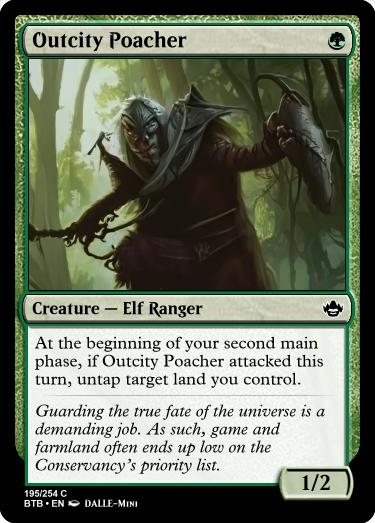 Outcity Poacher
Creature — Elf Ranger
At the beginning of your second main
phase, if Outcity Poacher attacked this
turn, untap target land you control.
Guarding the true fate of the universe is a
demanding job. As such, game and
farmland often ends up low on the
Conservancy's priority list.
1/2
195/254 C
BTB • EN DALLE-Mini